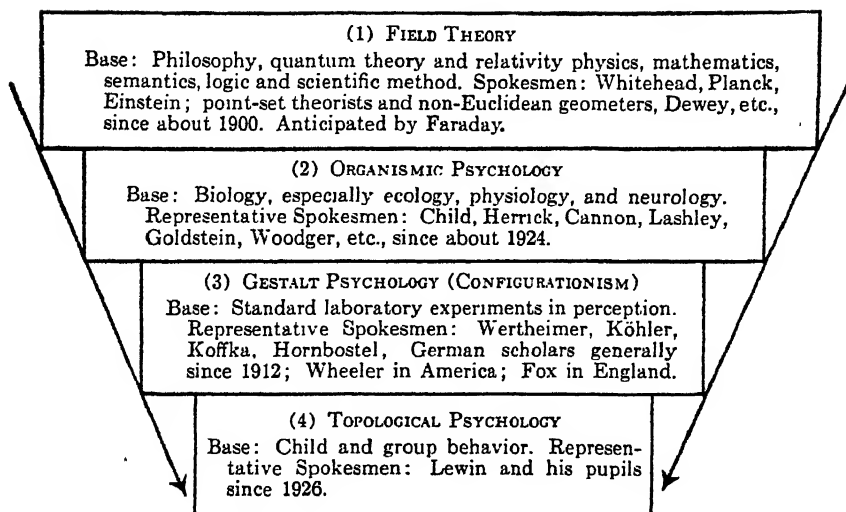 (1) FIELD THEORY
Base: Philosophy, quantum theory and relativity physics, mathematics,
semantics, logic and scientific method. Spokesmen: Whitehead, Planck,
Einstein; point-set theorists and non-Euclidean geometers, Dewey, etc.,
since about 1900. Anticipated by Faraday.
(2) ORGANISMIC PSYCHOLOGY
Base: Biology, especially ecology, physiology, and neurology.
Representative Spokesmen: Child, Herrick, Cannon, Lashley,
Goldstein, Woodger, etc., since about 1924.
(3) GESTALT PSYCHOLOGY (CONFIGURATIONISM)
Base: Standard laboratory experiments in perception.
Representative Spokesmen: Wertheimer, Köhler,
Koffka, Hornbostel, German scholars generally
since 1912; Wheeler in America; Fox in England.
(4) TOPOLOGICAL PSYCHOLOGY
Base: Child and group behavior. Represen-
tative Spokesmen: Lewin and his pupils
since 1926.